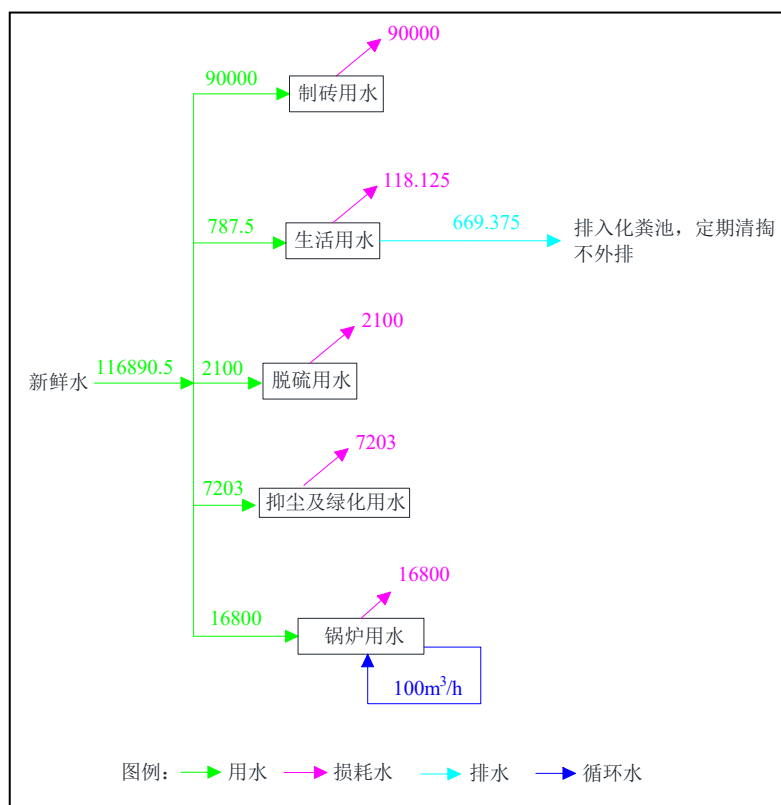 90000
90000
制砖用水
118.125
787.5
生活用水
669.375
排入化粪池，定期清掏
不外排
2100
新鲜水
116890.5
2100
脱硫用水
7203
7203
抑尘及绿化用水
16800
16800
锅炉用水
100m³/h
图例： 用水 损耗水 排水 循环水